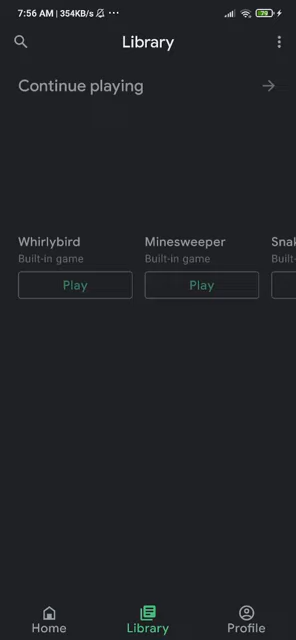 7:56 AM | 354KB/s
79
Library
Continue playing
Whirlybird
Minesweeper
Snak
Built-in game
Built-in game
Built-
Play
Play
Home
Library
Profile